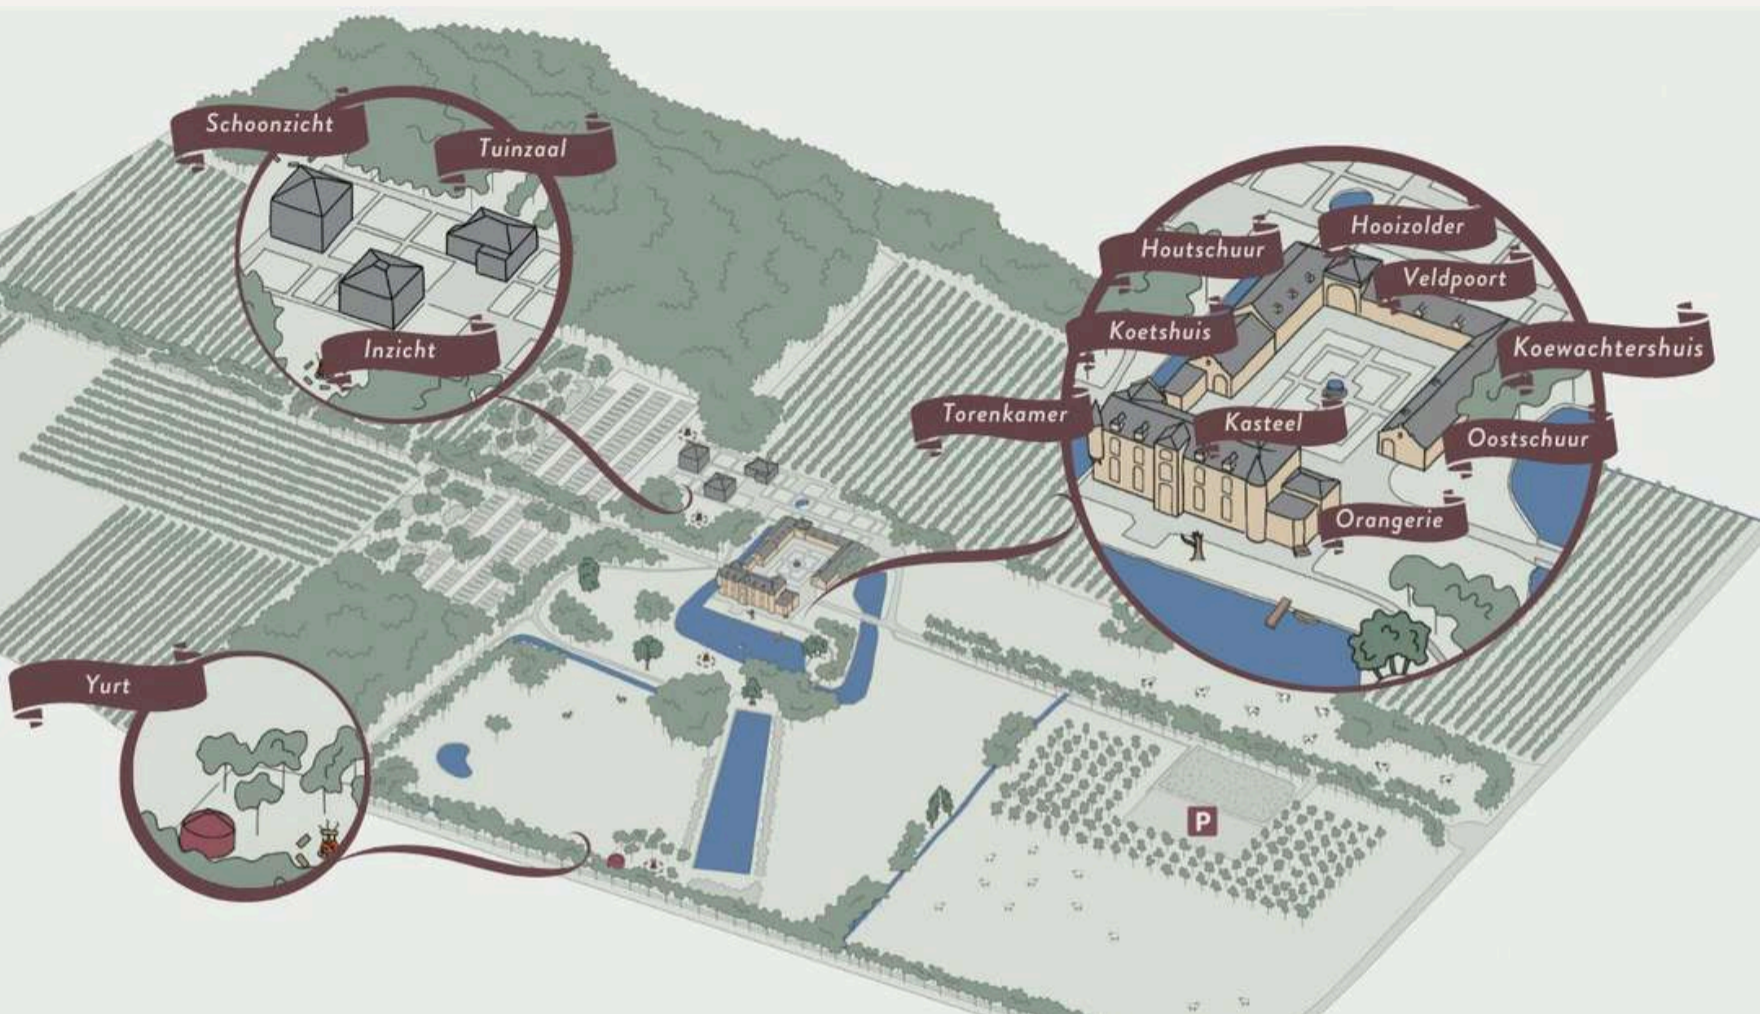 Schoonzicht
Tuinzaal
Inzicht
Houtschuur
Hooizolder
Veldpoort
Koetshuis
Koewachtershuis
Torenkamer
Kasteel
Oostschuur
Orangerie
Yurt
P